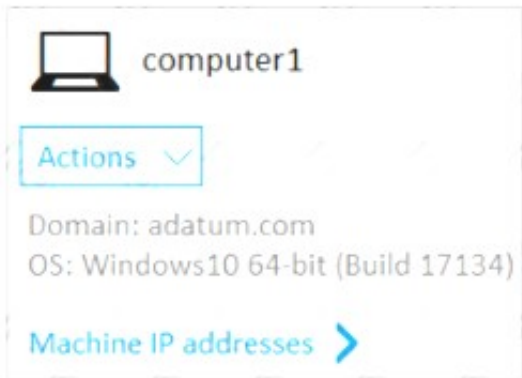 computer1
Actions
Domain: adatum.com
OS: Windows10 64-bit (Build 17134)
Machine IP addresses